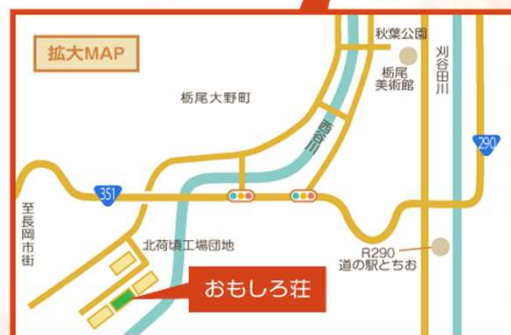 拡大MAP
秋葉公園
栃尾
美術館
刈谷田川
栃尾大野町
西谷川
290
351
至長岡市街
北荷頃工場団地
R290
道の駅とちお
おもしろ荘